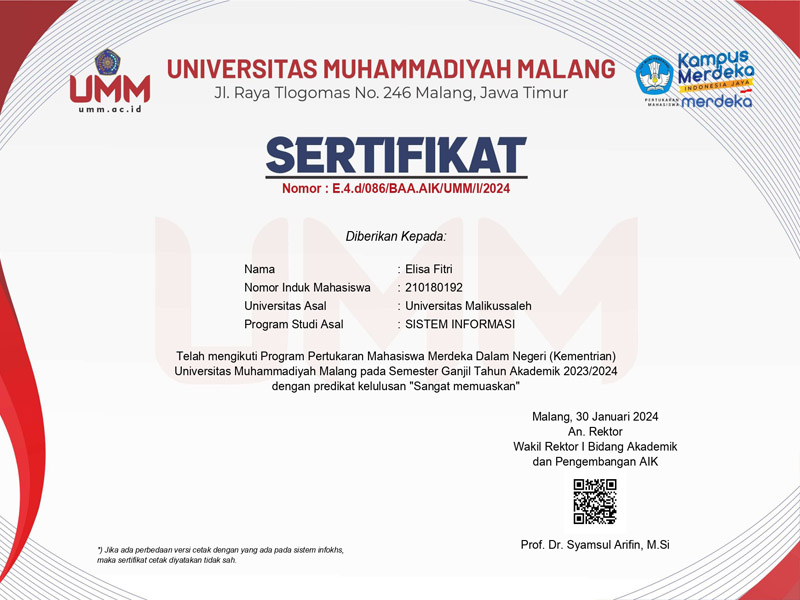 UMM
umm.ac.id
UNIVERSITAS MUHAMMADIYAH MALANG
Jl. Raya Tlogomas No. 246 Malang, Jawa Timur
Kampus
Merdeka
INDONESIA JAYA
PERTUKARAN
MAHASISWA
merdeka
SERTIFIKAT
Nomor : E.4.d/086/BAA.AIK/UMM/I/2024
UMM
Diberikan Kepada:
Nama : Elisa Fitri
Nomor Induk Mahasiswa : 210180192
Universitas Asal : Universitas Malikussaleh
Program Studi Asal : SISTEM INFORMASI
Telah mengikuti Program Pertukaran Mahasiswa Merdeka Dalam Negeri (Kementrian)
Universitas Muhammadiyah Malang pada Semester Ganjil Tahun Akademik 2023/2024
dengan predikat kelulusan "Sangat memuaskan"
Malang, 30 Januari 2024
An. Rektor
Wakil Rektor I Bidang Akademik
dan Pengembangan AIK
Prof. Dr. Syamsul Arifin, M.Si
*) Jika ada perbedaan versi cetak dengan yang ada pada sistem infokhs,
maka sertifikat cetak diyatakan tidak sah.